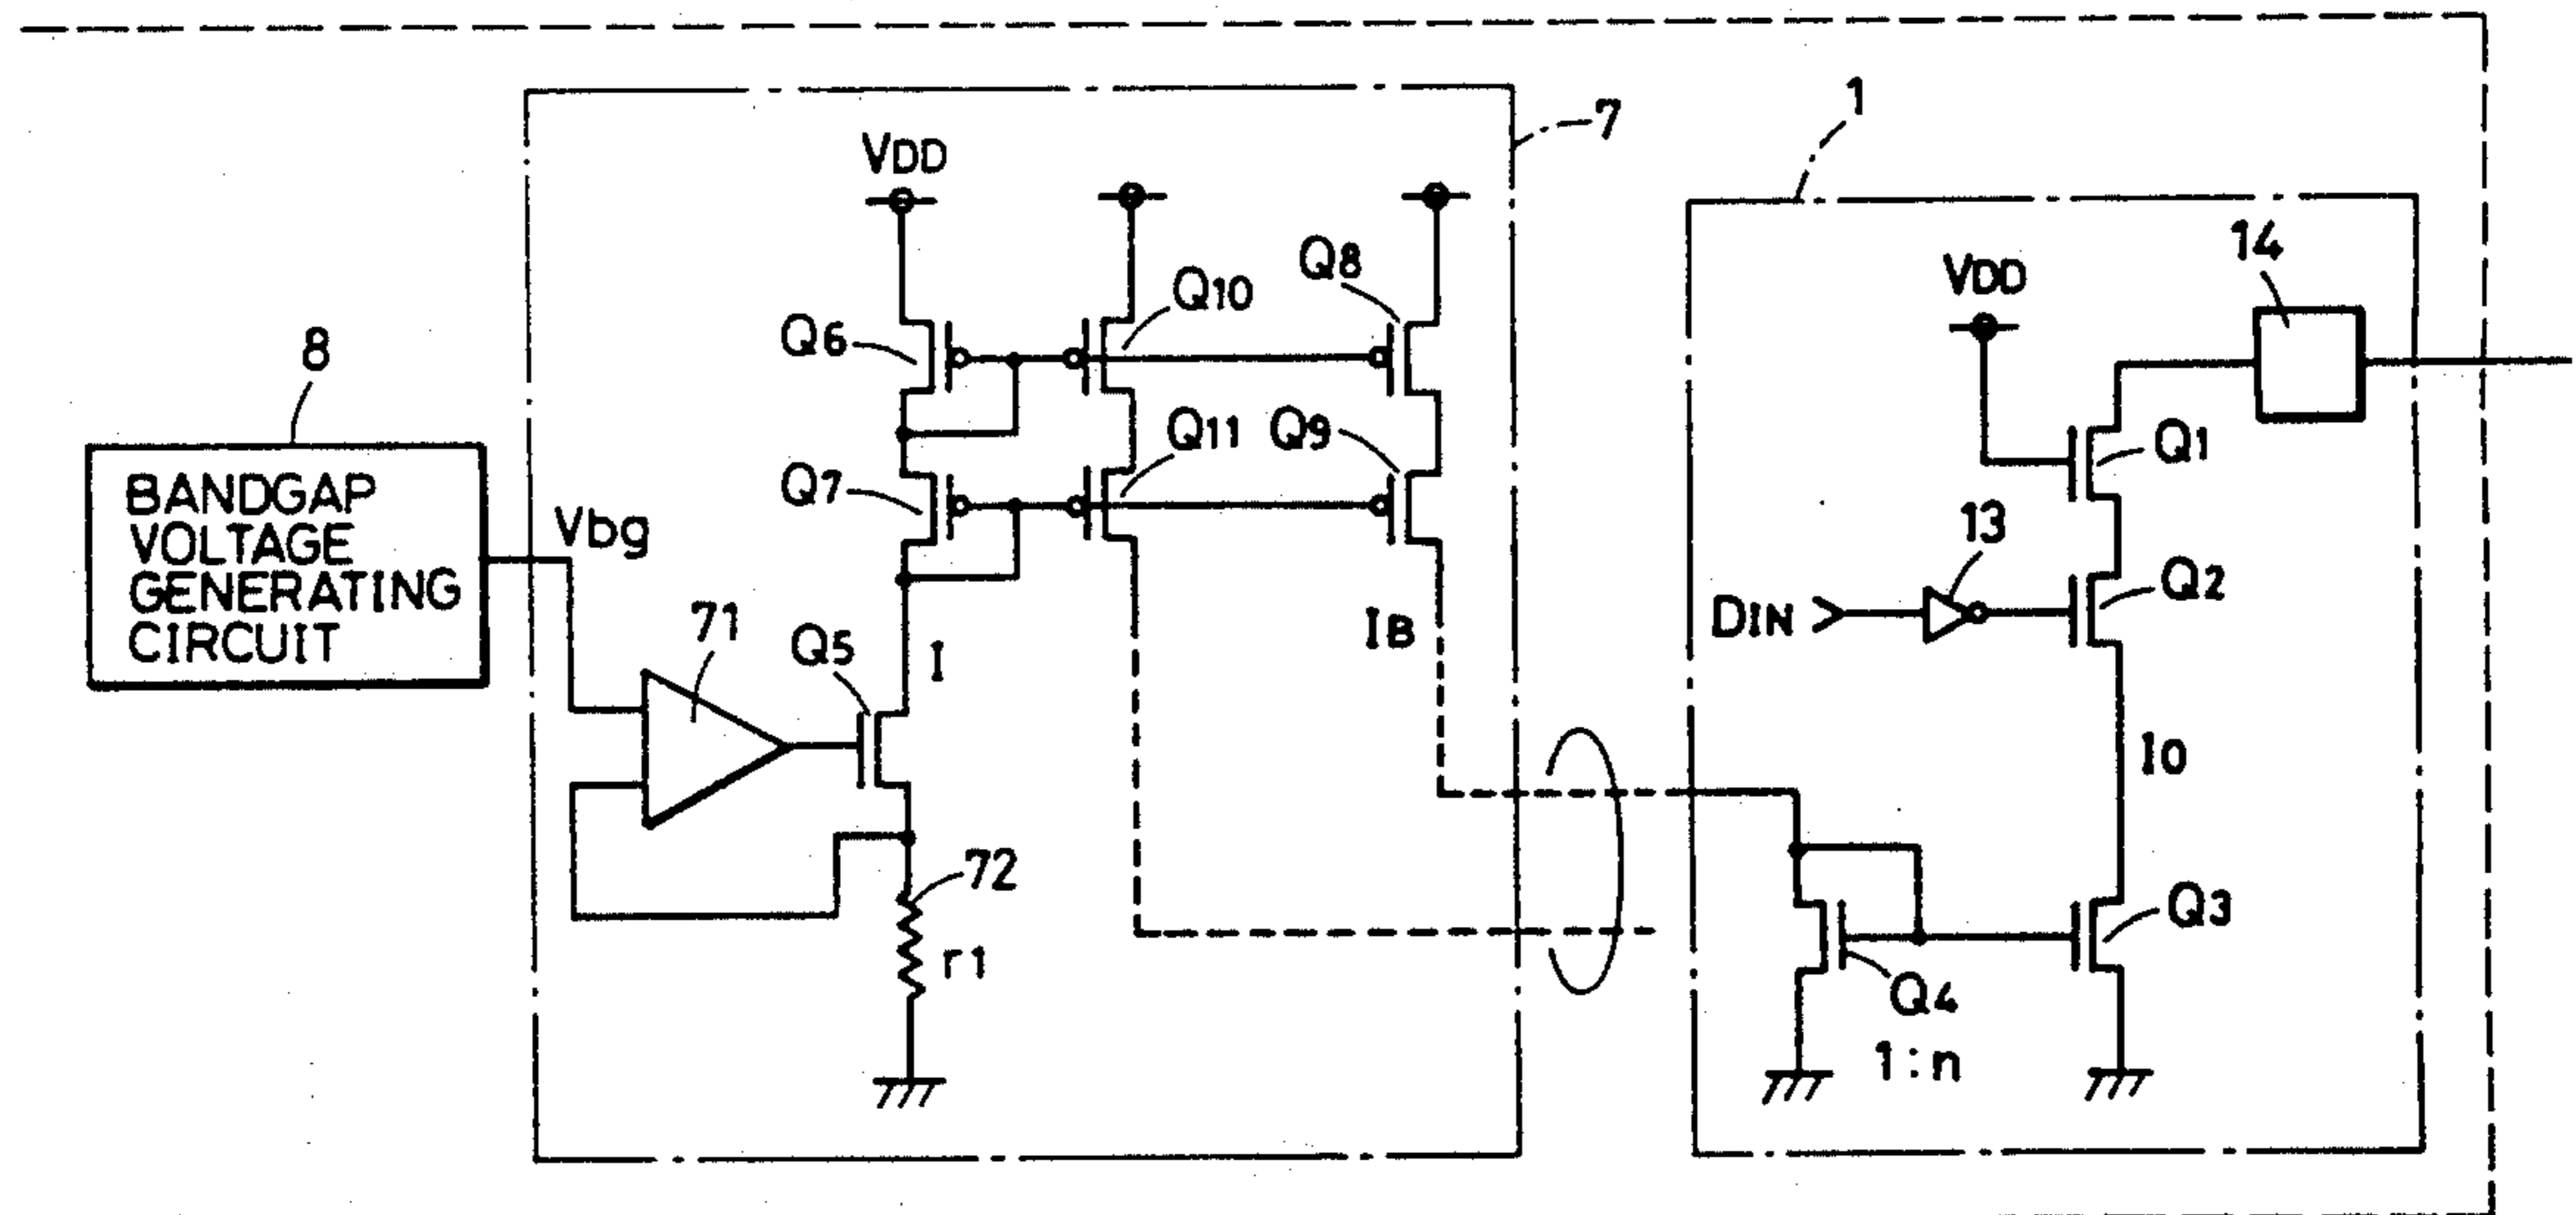 7
1
VDD
14
Q8
VDD
Q10
8
Q6
Q11
Q9
Q1
BANDGAP
VOLTAGE
GENERATING
CIRCUIT
Q7
Vbg
13
Q2
DIN
71
Q5
I
IB
I0
72
r1
Q3
Q4
1:n